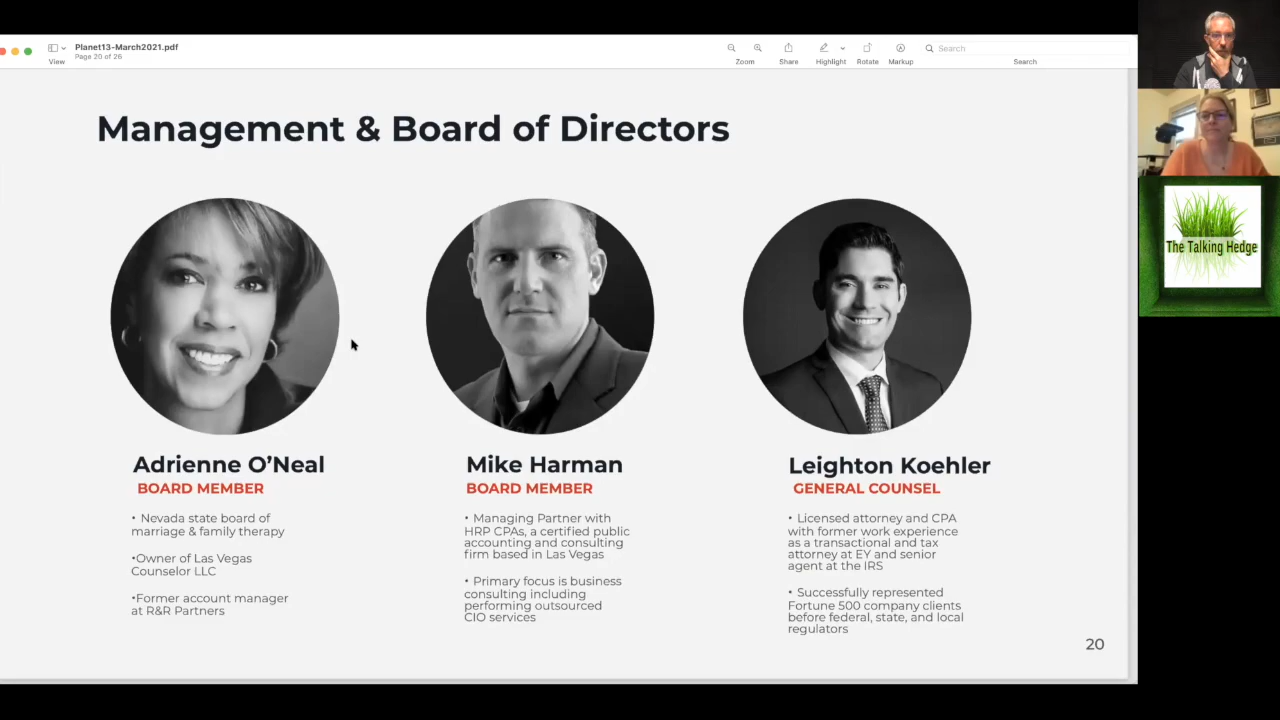 Planet13-March2021.pdf
Page 20 of 26
View
Zoom
Share
Highlight
Rotate
Markup
Search
Search
Management & Board of Directors
Adrienne O’Neal
BOARD MEMBER
• Nevada state board of
marriage & family therapy
•Owner of Las Vegas
Counselor LLC
•Former account manager
at R&R Partners
Mike Harman
BOARD MEMBER
• Managing Partner with
HRP CPAs, a certified public
accounting and consulting
firm based in Las Vegas
• Primary focus is business
consulting including
performing outsourced
CIO services
Leighton Koehler
GENERAL COUNSEL
• Licensed attorney and CPA
with former work experience
as a transactional and tax
attorney at EY and senior
agent at the IRS
• Successfully represented
Fortune 500 company clients
before federal, state, and local
regulators
20
The Talking Hedge